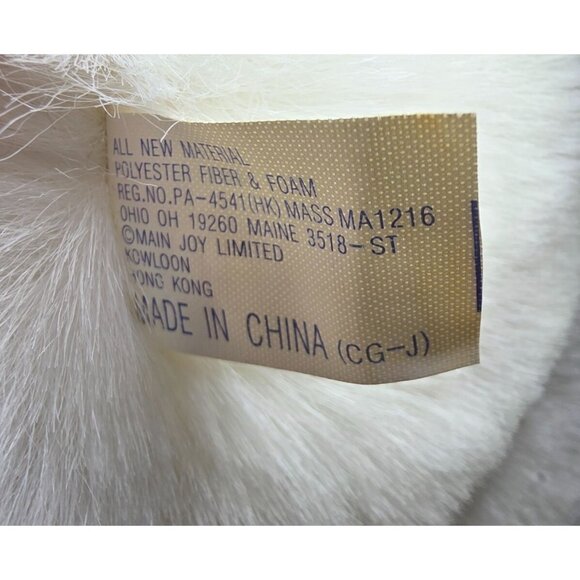 ALL NEW MATERIAL
POLYESTER FIBER & FOAM
REG.NO.PA-4541(HK) MASS MA1216
OHIO OH 19260 MAINE 3518-ST
©MAIN JOY LIMITED
KOWLOON
HONG KONG
MADE IN CHINA (CG-J)